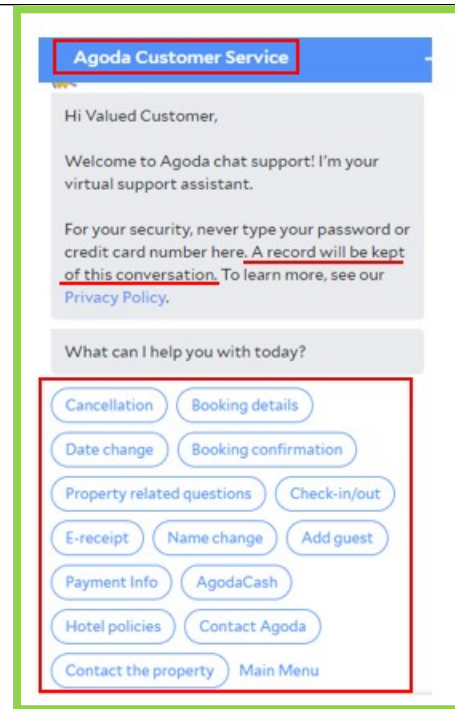 Agoda Customer Service
Hi Valued Customer,
Welcome to Agoda chat support! I'm your
virtual support assistant.
For your security, never type your password or
credit card number here. A record will be kept
of this conversation. To learn more, see our
Privacy Policy.
What can I help you with today?
Cancellation Booking details
Date change Booking confirmation
Property related questions Check-in/out
E-receipt Name change Add guest
Payment Info AgodaCash
Hotel policies Contact Agoda
Contact the property Main Menu